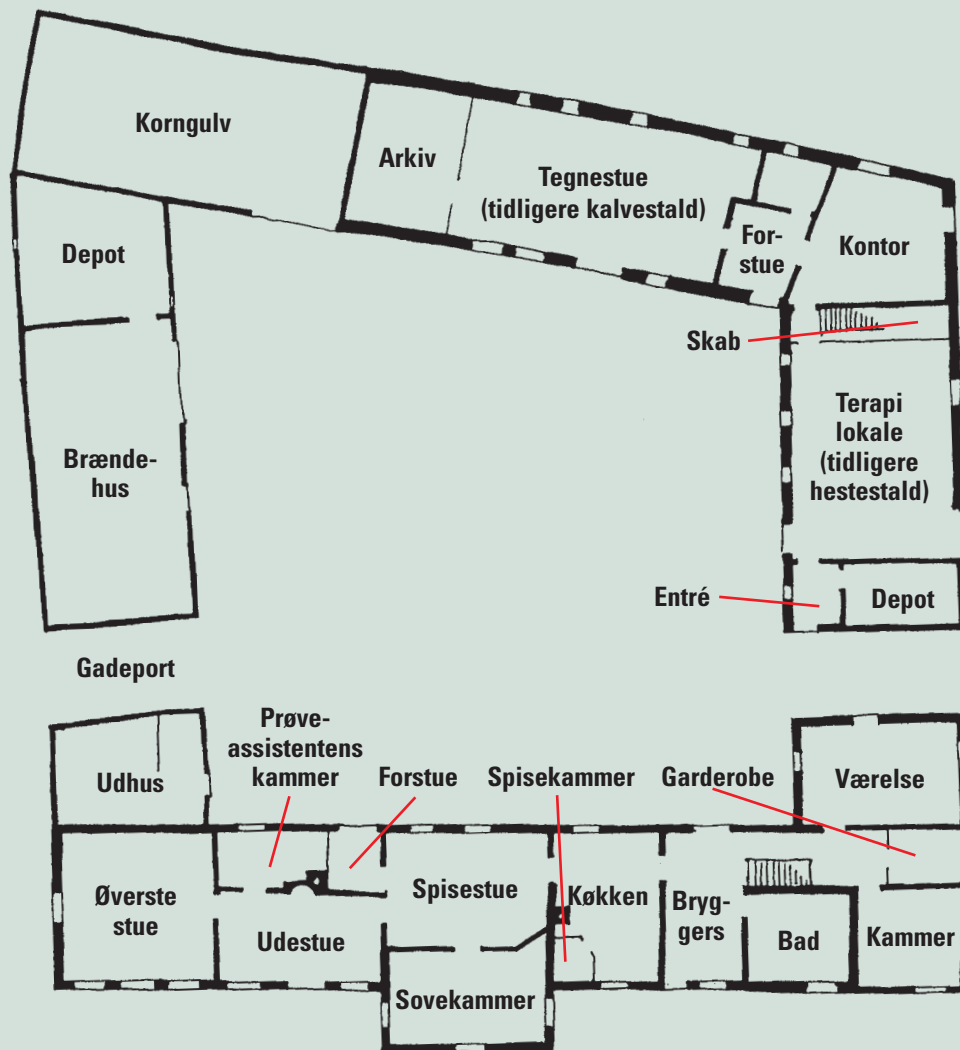 Korngulv
Arkiv
Tegnestue
(tidligere kalvestald)
For-
stue
Kontor
Depot
Skab
Brænde-
hus
Terapi
lokale
(tidligere
hestestald)
Entré
Depot
Gadeport
Udhus
Prøve-
assistentens
kammer
Forstue
Spisekammer
Garderobe
Værelse
Øverste
stue
Udestue
Spisestue
Sovekammer
Køkken
Bryg-
gers
Bad
Kammer